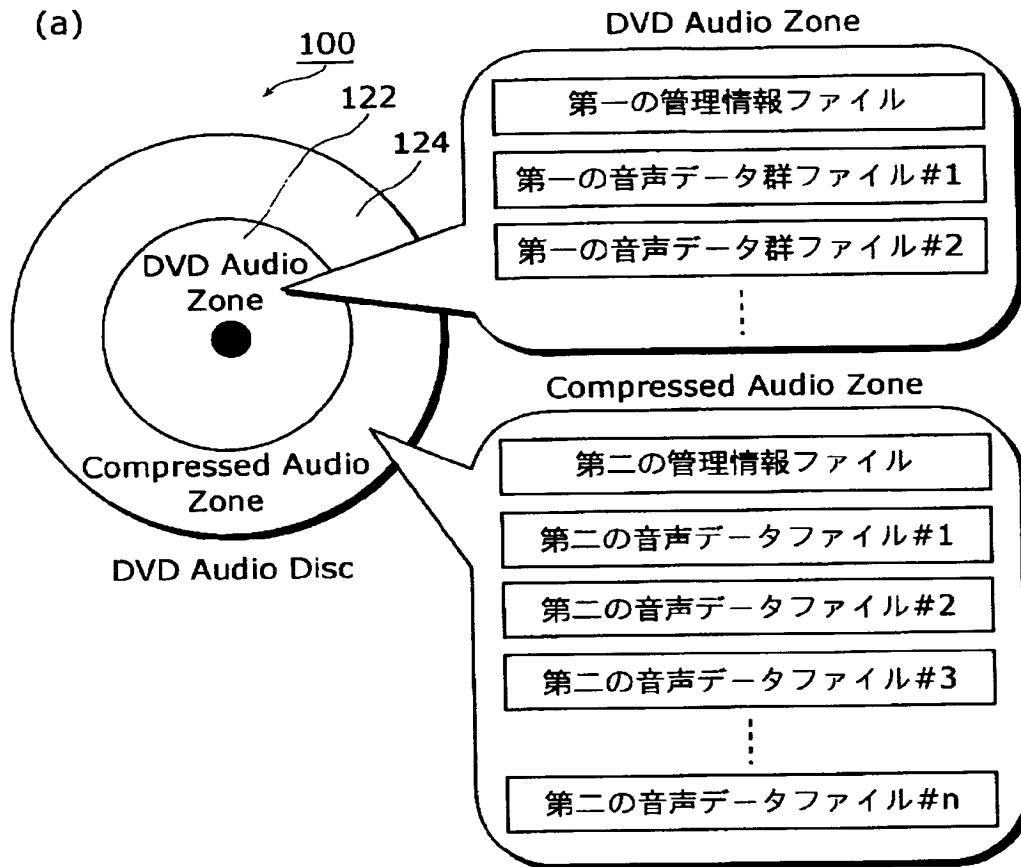 (a)
100
122
124
DVD Audio
Zone
Compressed Audio
Zone
DVD Audio Disc
DVD Audio Zone
第一の管理情報ファイル
第一の音声データ群ファイル#1
第一の音声データ群ファイル#2
Compressed Audio Zone
第二の管理情報ファイル
第二の音声データファイル#1
第二の音声データファイル#2
第二の音声データファイル#3
第二の音声データファイル#n